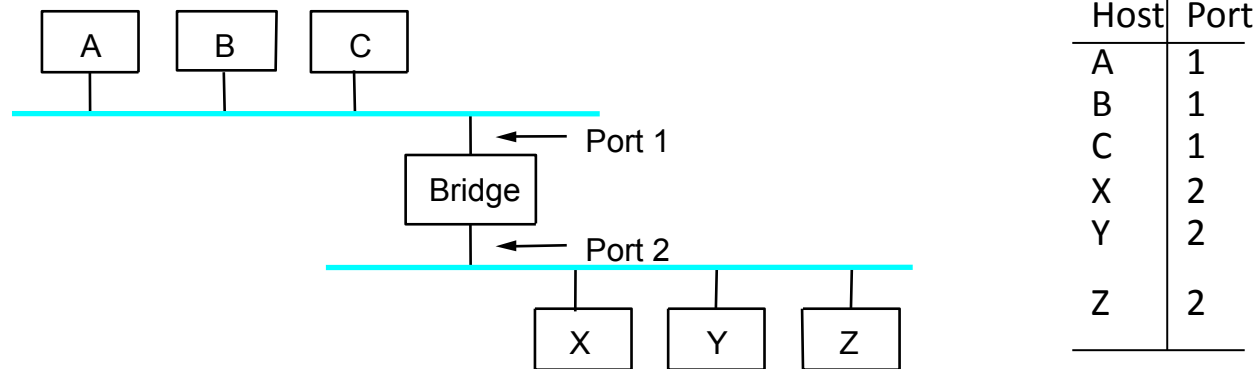 A B C
Port 1
Bridge
Port 2
X Y Z
Host Port
A 1
B 1
C 1
X 2
Y 2
Z 2